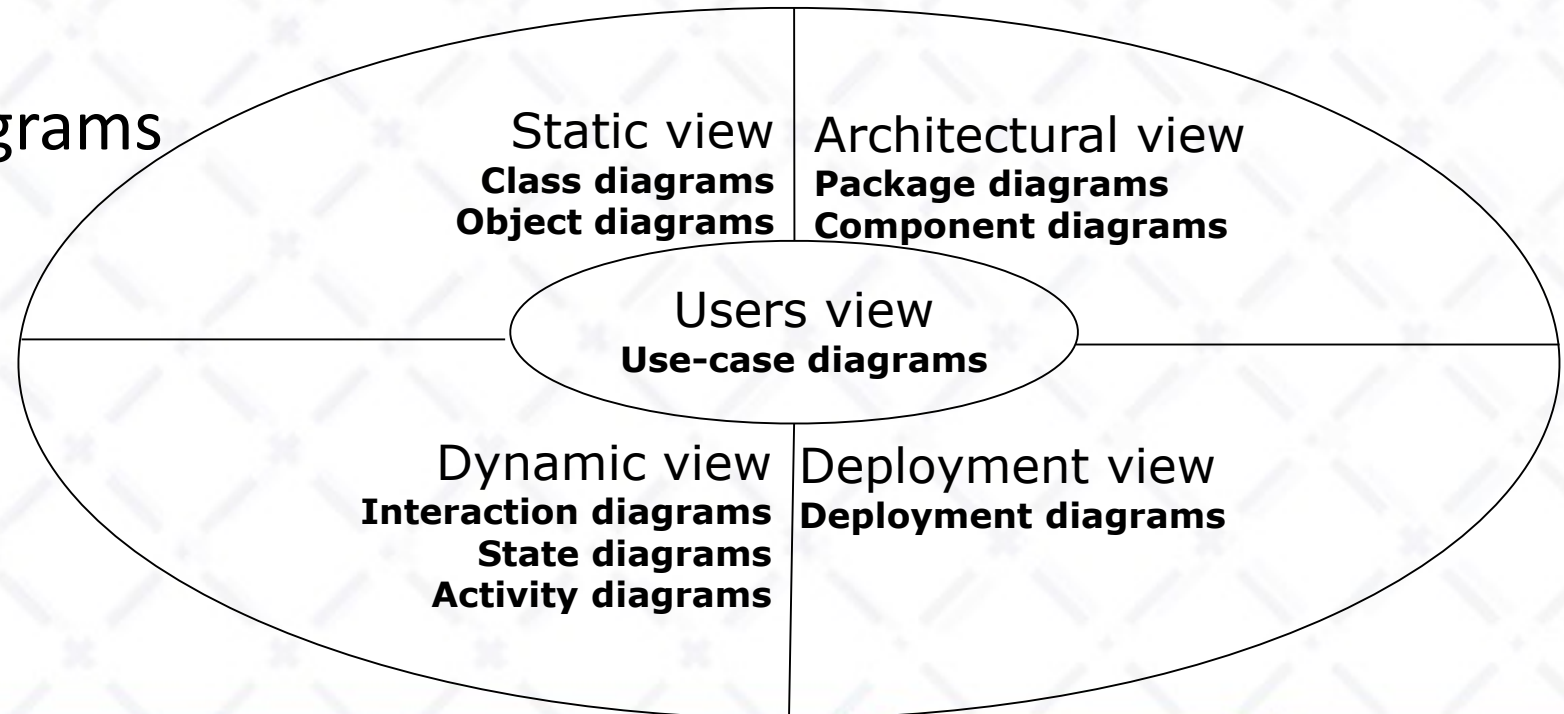 grams
Static view
Class diagrams
Object diagrams
Architectural view
Package diagrams
Component diagrams
Users view
Use-case diagrams
Dynamic view
Interaction diagrams
State diagrams
Activity diagrams
Deployment view
Deployment diagrams